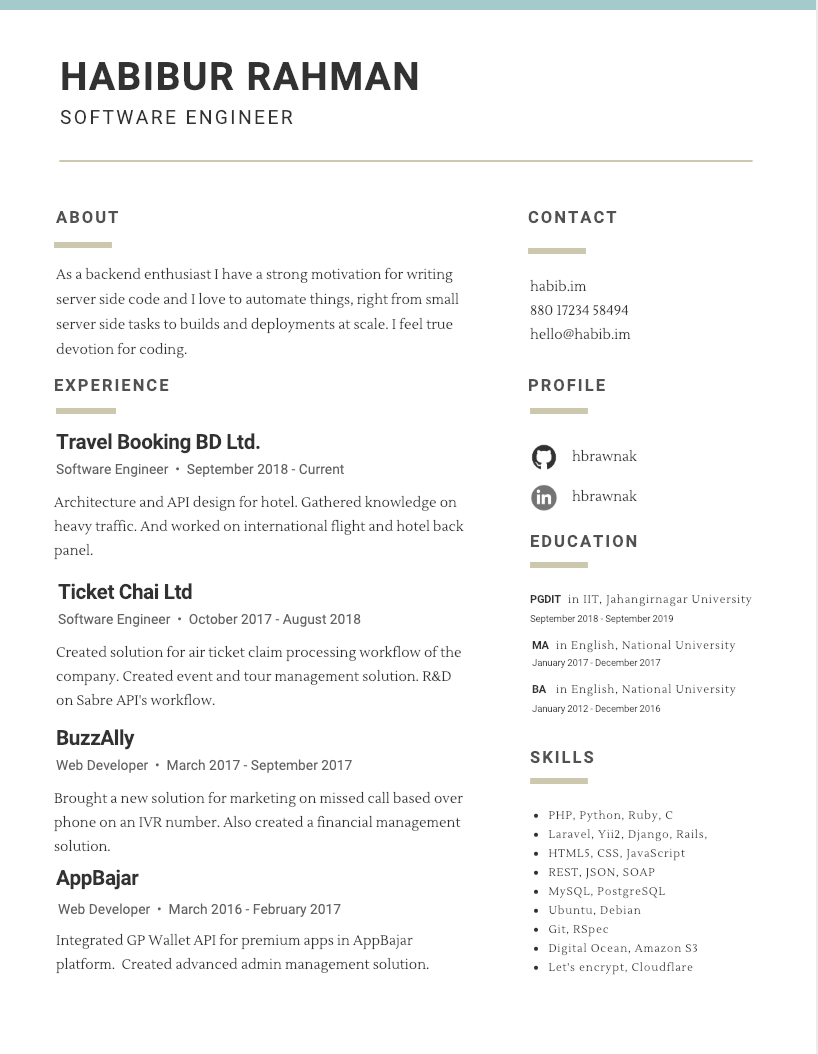 HABIBUR RAHMAN
SOFTWARE ENGINEER
ABOUT
As a backend enthusiast I have a strong motivation for writing
server side code and I love to automate things, right from small
server side tasks to builds and deployments at scale. I feel true
devotion for coding.
EXPERIENCE
Travel Booking BD Ltd.
Software Engineer • September 2018 - Current
Architecture and API design for hotel. Gathered knowledge on
heavy traffic. And worked on international flight and hotel back
panel.
Ticket Chai Ltd
Software Engineer • October 2017 - August 2018
Created solution for air ticket claim processing workflow of the
company. Created event and tour management solution. R&D
on Sabre API's workflow.
BuzzAlly
Web Developer • March 2017 - September 2017
Brought a new solution for marketing on missed call based over
phone on an IVR number. Also created a financial management
solution.
AppBajar
Web Developer • March 2016 - February 2017
Integrated GP Wallet API for premium apps in AppBajar
platform.  Created advanced admin management solution.
CONTACT
habib.im
880 17234 58494
hello@habib.im
PROFILE
hbrawnak
in hbrawnak
EDUCATION
PGDIT in IIT, Jahangirnagar University
September 2018 - September 2019
MA in English, National University
January 2017 - December 2017
BA in English, National University
January 2012 - December 2016
SKILLS
• PHP, Python, Ruby, C
• Laravel, Yii2, Django, Rails,
• HTML5, CSS, JavaScript
• REST, JSON, SOAP
• MySQL, PostgreSQL
• Ubuntu, Debian
• Git, RSpec
• Digital Ocean, Amazon S3
• Let's encrypt, Cloudflare